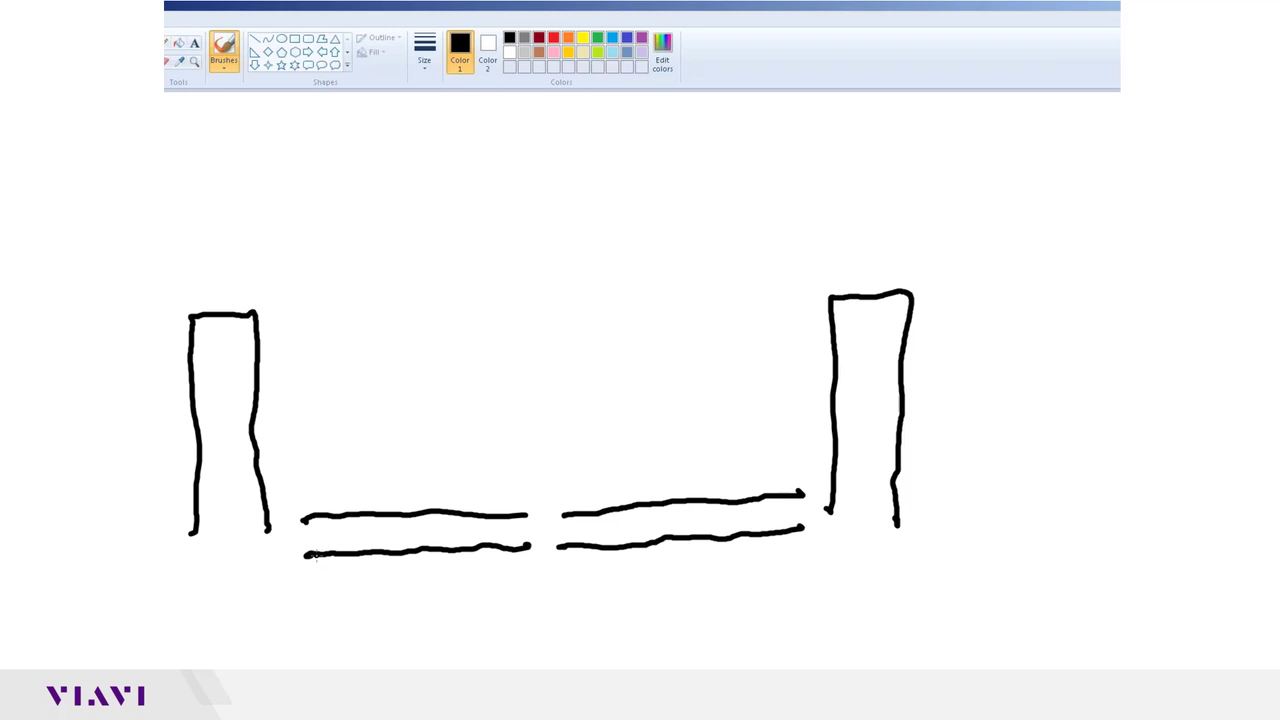 Outline
Fill
Brushes
Size
Color
1
Color
2
Edit
colors
Tools
Shapes
Colors
A
VIAVI